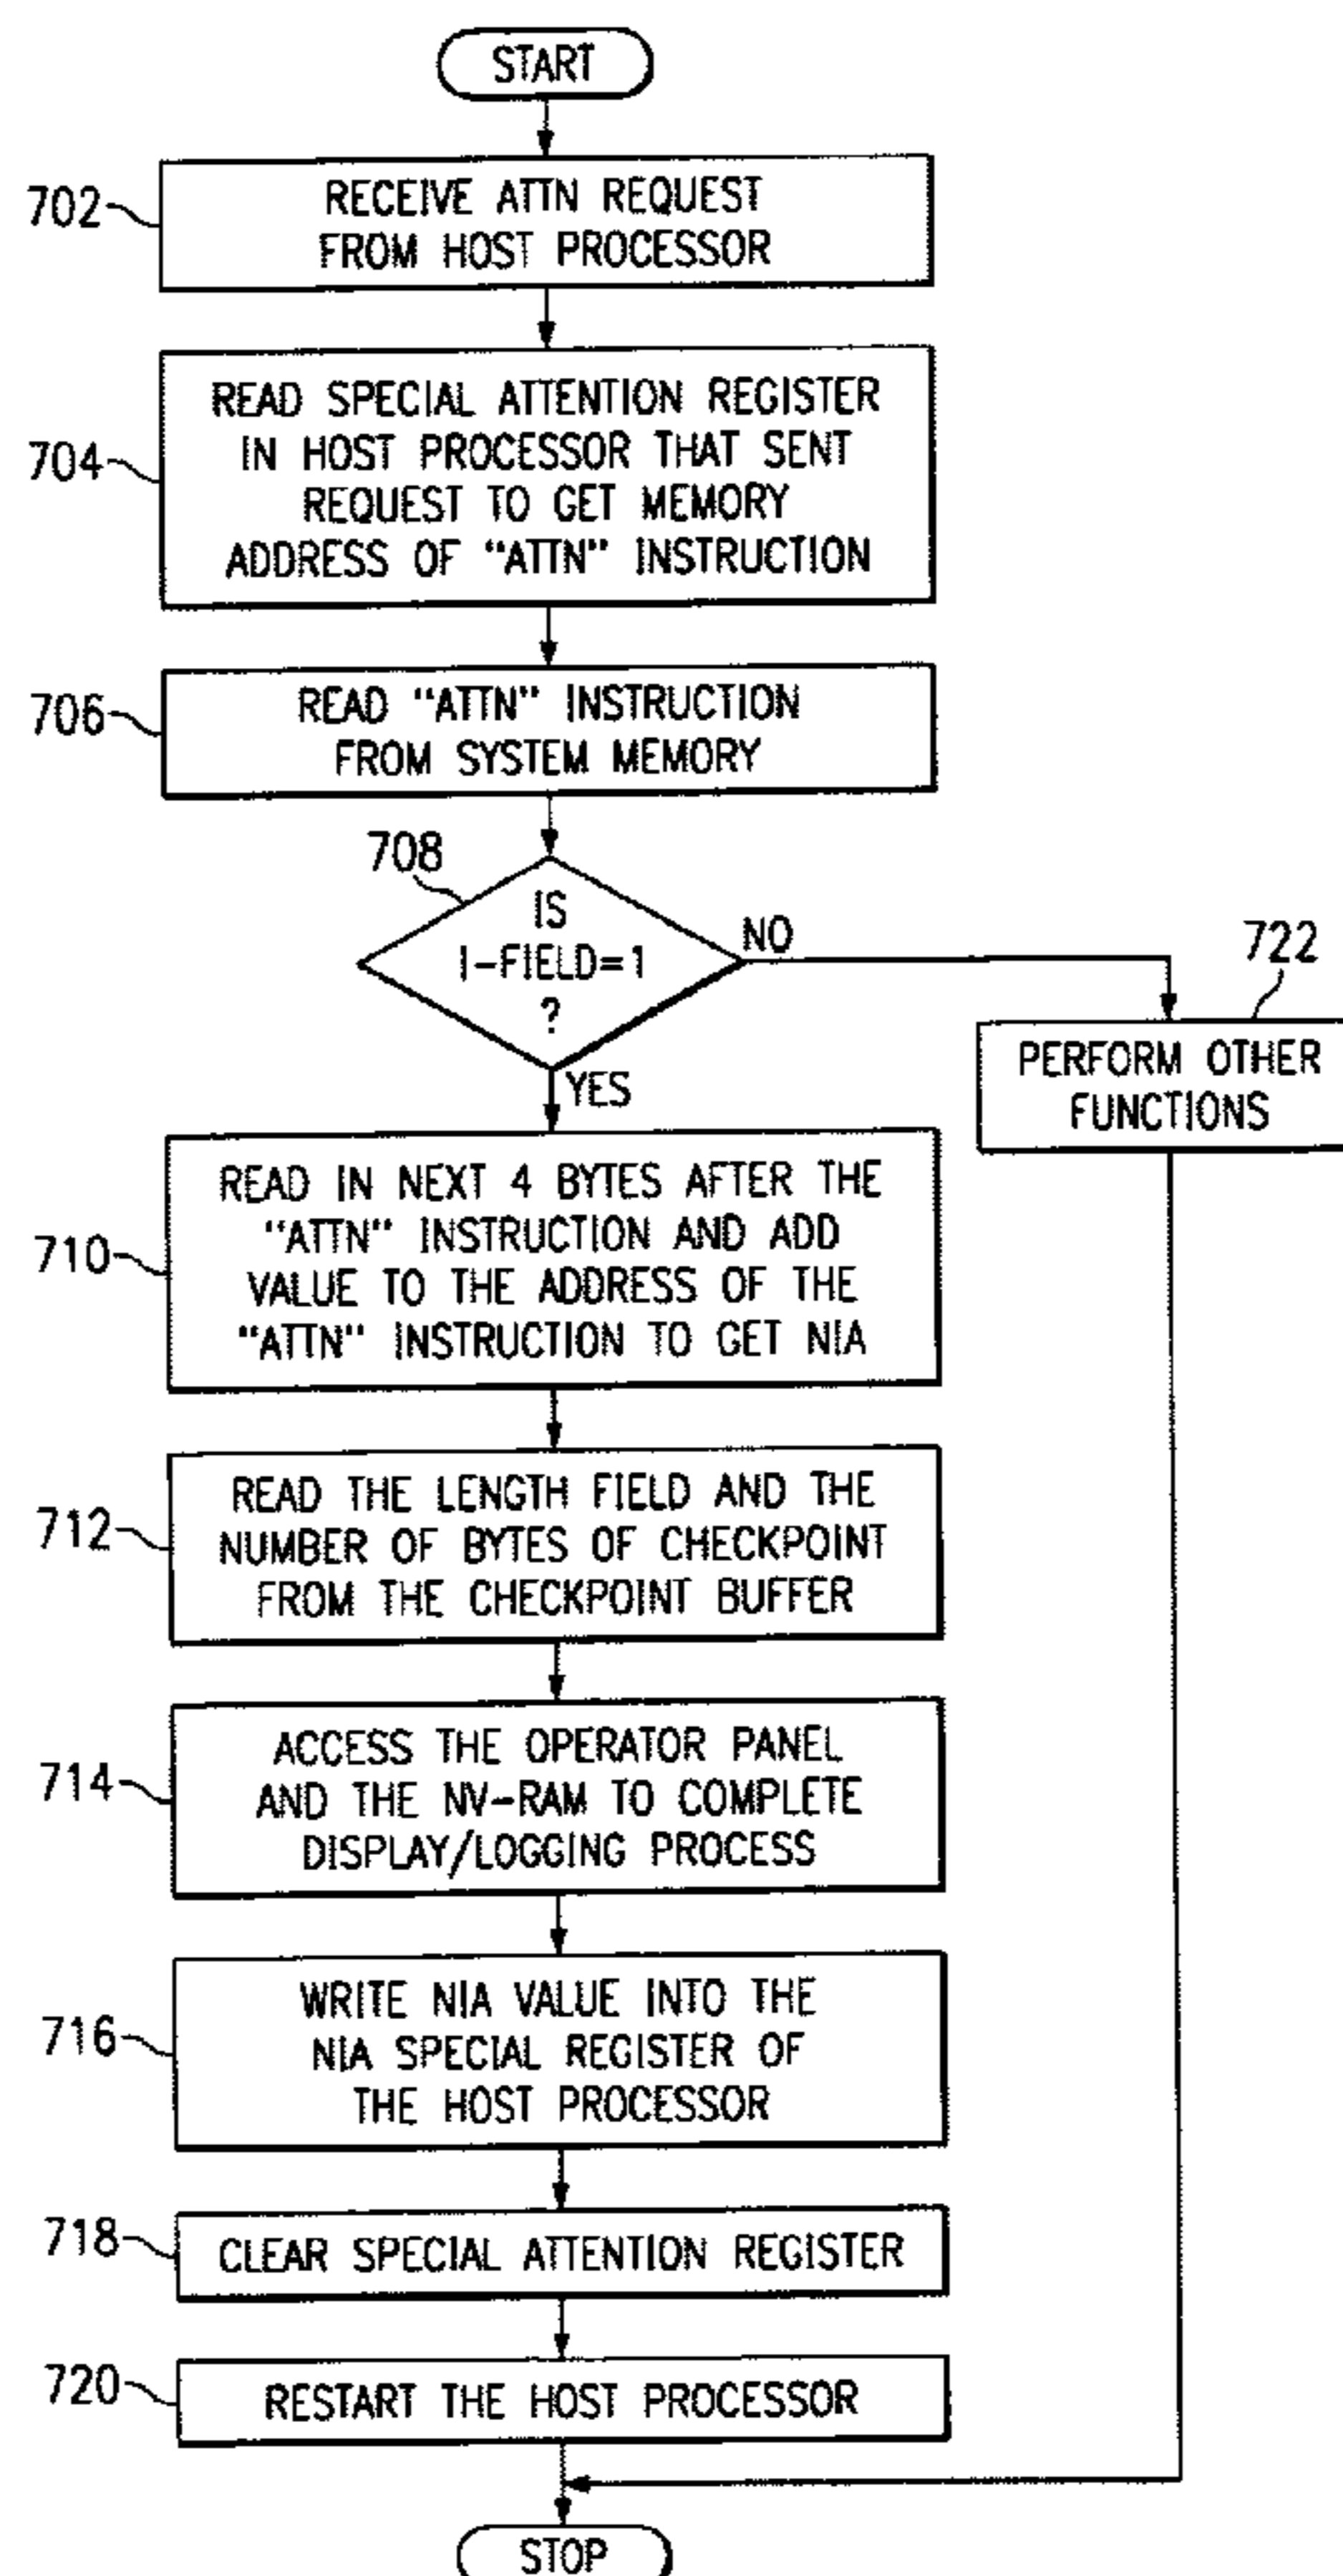 START
702
RECEIVE ATTN REQUEST
FROM HOST PROCESSOR
704
READ SPECIAL ATTENTION REGISTER
IN HOST PROCESSOR THAT SENT
REQUEST TO GET MEMORY
ADDRESS OF "ATTN" INSTRUCTION
706
READ "ATTN" INSTRUCTION
FROM SYSTEM MEMORY
708
IS
I-FIELD=1
?
NO
YES
722
PERFORM OTHER
FUNCTIONS
710
READ IN NEXT 4 BYTES AFTER THE
"ATTN" INSTRUCTION AND ADD
VALUE TO THE ADDRESS OF THE
"ATTN" INSTRUCTION TO GET NIA
712
READ THE LENGTH FIELD AND THE
NUMBER OF BYTES OF CHECKPOINT
FROM THE CHECKPOINT BUFFER
714
ACCESS THE OPERATOR PANEL
AND THE NV-RAM TO COMPLETE
DISPLAY/LOGGING PROCESS
716
WRITE NIA VALUE INTO THE
NIA SPECIAL REGISTER OF
THE HOST PROCESSOR
718
CLEAR SPECIAL ATTENTION REGISTER
720
RESTART THE HOST PROCESSOR
STOP